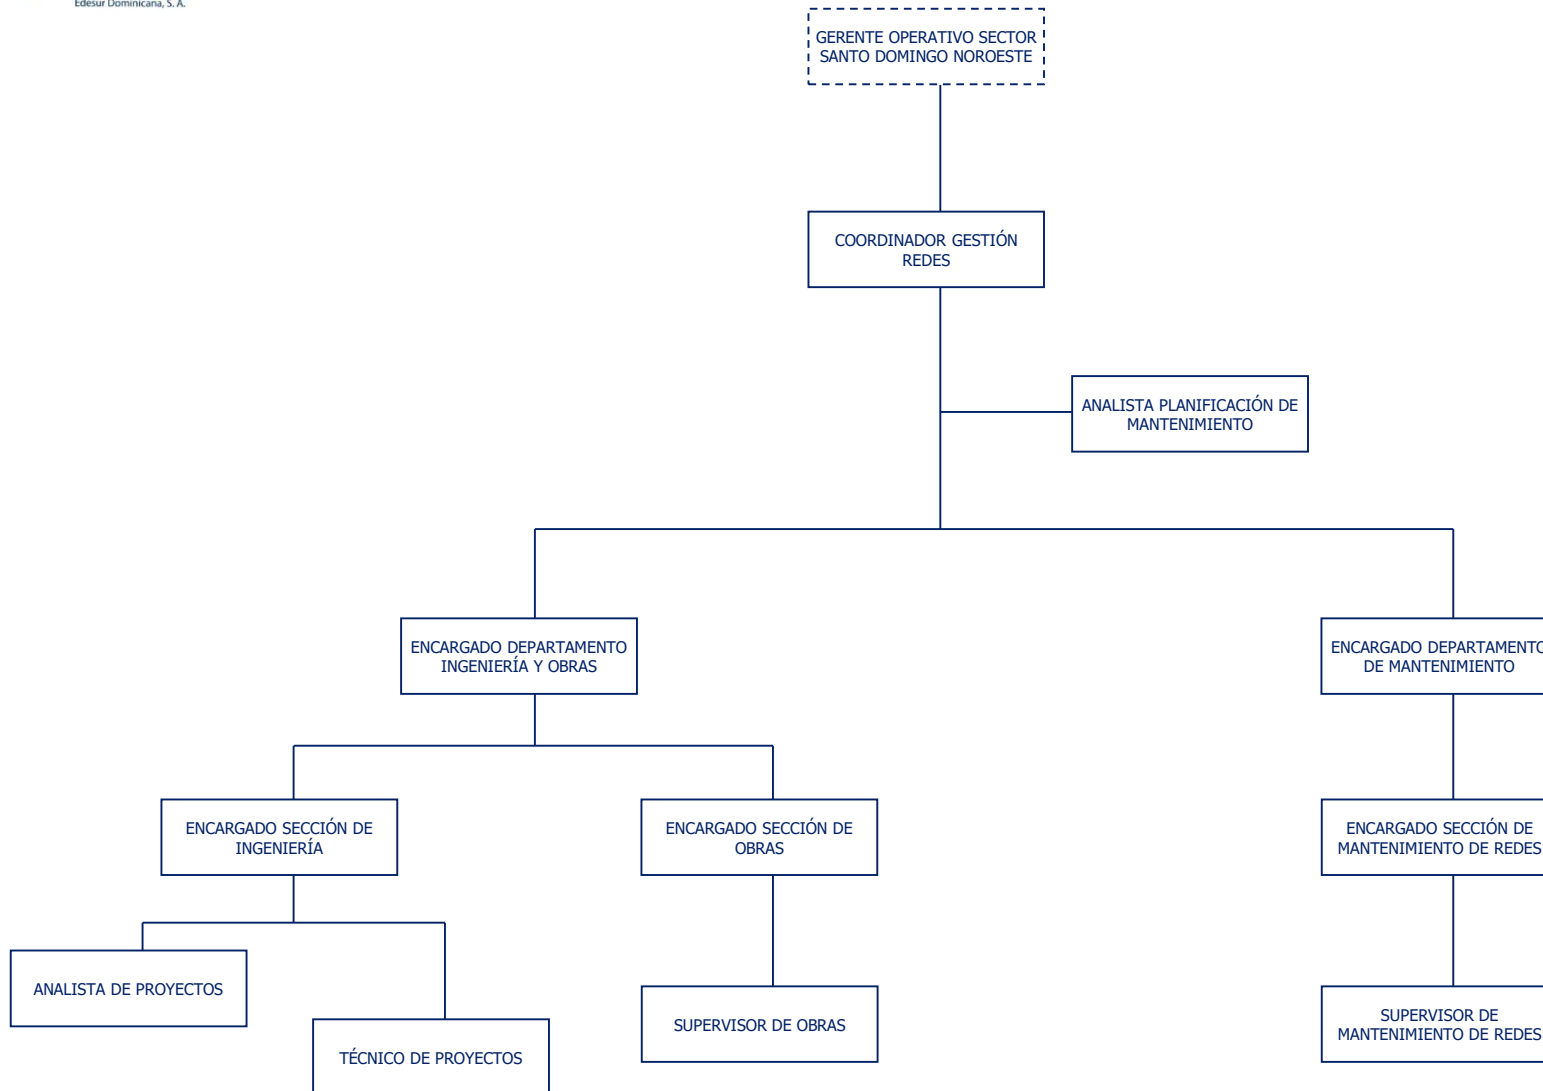 Edesur Dominicana, S. A.
GERENTE OPERATIVO SECTOR
SANTO DOMINGO NOROESTE
COORDINADOR GESTIÓN
REDES
ANALISTA PLANIFICACIÓN DE
MANTENIMIENTO
ENCARGADO DEPARTAMENTO
INGENIERÍA Y OBRAS
ENCARGADO DEPARTAMENTO
DE MANTENIMIENTO
ENCARGADO SECCIÓN DE
INGENIERÍA
ENCARGADO SECCIÓN DE
OBRAS
ENCARGADO SECCIÓN DE
MANTENIMIENTO DE REDES
ANALISTA DE PROYECTOS
TÉCNICO DE PROYECTOS
SUPERVISOR DE OBRAS
SUPERVISOR DE
MANTENIMIENTO DE REDES